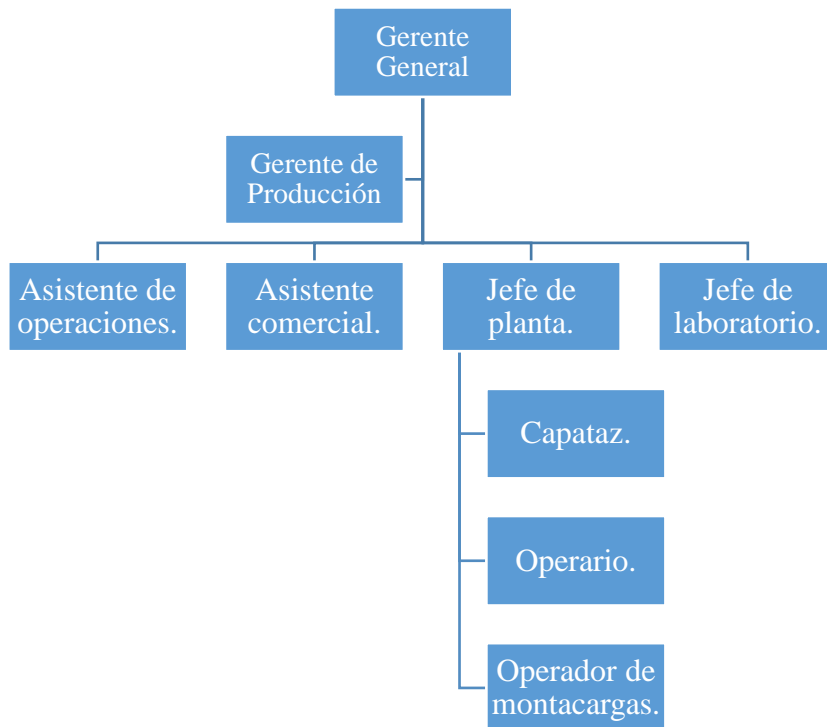 Gerente
General
Gerente de
Producción
Asistente de
operaciones.
Asistente
comercial.
Jefe de
planta.
Jefe de
laboratorio.
Capataz.
Operario.
Operador de
montacargas.